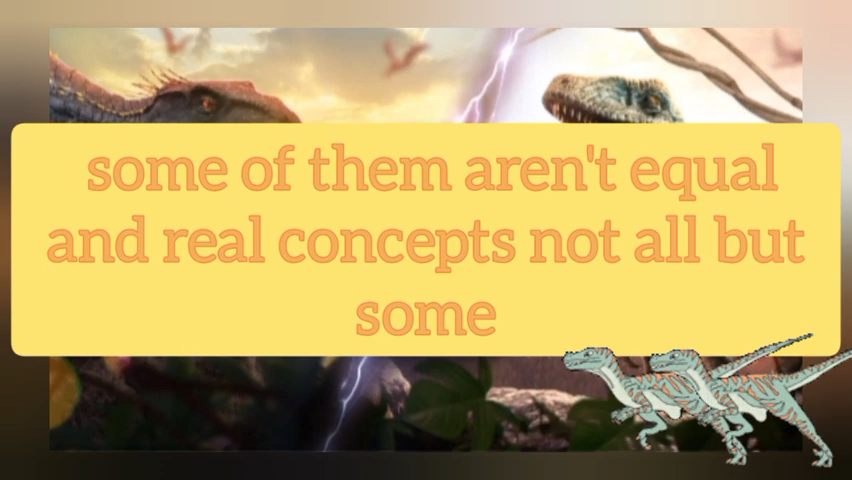 some of them aren't equal
and real concepts not all but
some